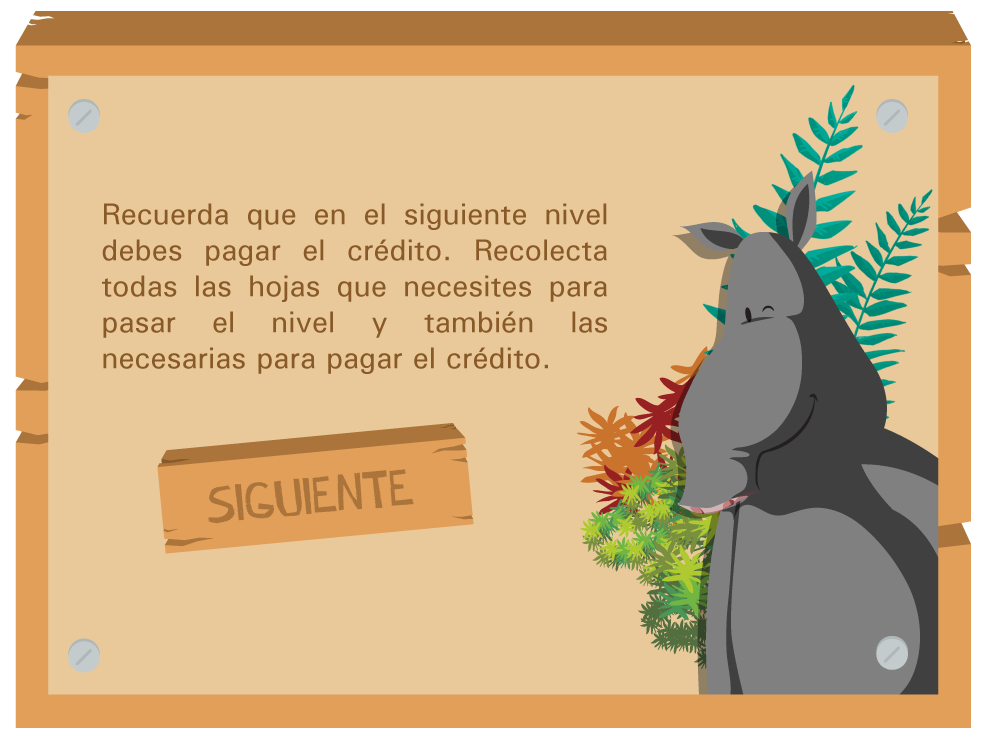 Recuerda que en el siguiente nivel
debes pagar el crédito. Recolecta
todas las hojas que necesites para
pasar el nivel y también las
necesarias para pagar el crédito.
SIGUIENTE